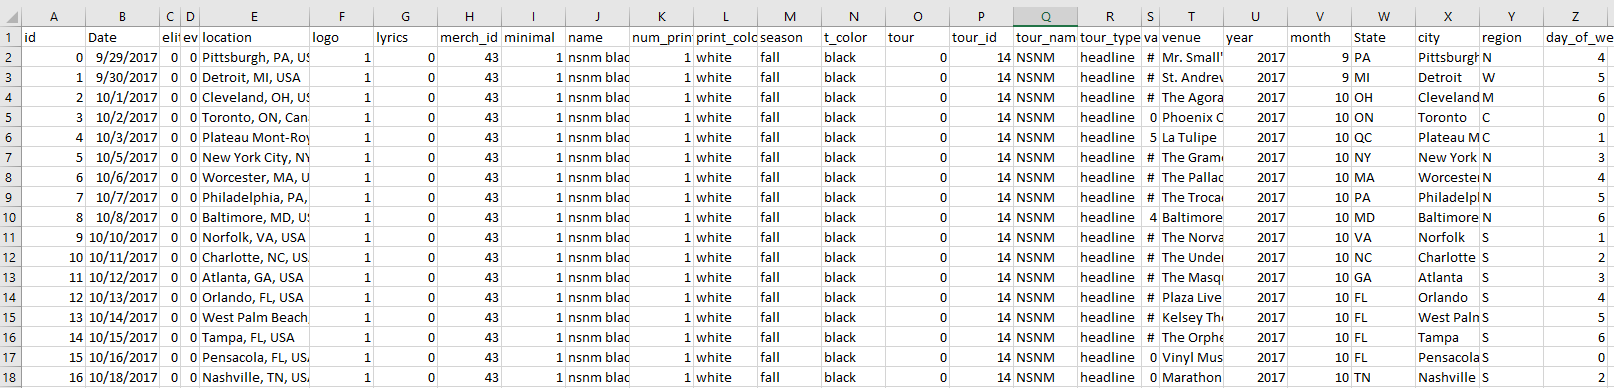 A B C D E F G H I J K L M N O P Q R S T U V W X Y Z
1 id Date eli ev location logo lyrics merch_id minimal name num_prin print_colo season t_color tour tour_id tour_nam tour_type va venue year month State city region day_of_we
2 0 9/29/2017 0 0 Pittsburgh, PA, US 1 0 43 1 nsnm blac 1 white fall black 0 14 NSNM headline # Mr. Small' 2017 9 PA Pittsburgh N 4
3 1 9/30/2017 0 0 Detroit, MI, USA 1 0 43 1 nsnm blac 1 white fall black 0 14 NSNM headline # St. Andrew 2017 9 MI Detroit W 5
4 2 10/1/2017 0 0 Cleveland, OH, US 1 0 43 1 nsnm blac 1 white fall black 0 14 NSNM headline # The Agora 2017 10 OH Cleveland M 6
5 3 10/2/2017 0 0 Toronto, ON, Can 1 0 43 1 nsnm blac 1 white fall black 0 14 NSNM headline 0 Phoenix C 2017 10 ON Toronto C 0
6 4 10/3/2017 0 0 Plateau Mont-Roy 1 0 43 1 nsnm blac 1 white fall black 0 14 NSNM headline 5 La Tulipe 2017 10 QC Plateau M C 1
7 5 10/5/2017 0 0 New York City, NY 1 0 43 1 nsnm blac 1 white fall black 0 14 NSNM headline # The Gram 2017 10 NY New York N 3
8 6 10/6/2017 0 0 Worcester, MA, U 1 0 43 1 nsnm blac 1 white fall black 0 14 NSNM headline # The Pallad 2017 10 MA Worceste N 4
9 7 10/7/2017 0 0 Philadelphia, PA, 1 0 43 1 nsnm blac 1 white fall black 0 14 NSNM headline # The Troca 2017 10 PA Philadelp N 5
10 8 10/8/2017 0 0 Baltimore, MD, US 1 0 43 1 nsnm blac 1 white fall black 0 14 NSNM headline 4 Baltimore 2017 10 MD Baltimore N 6
11 9 10/10/2017 0 0 Norfolk, VA, USA 1 0 43 1 nsnm blac 1 white fall black 0 14 NSNM headline # The Norva 2017 10 VA Norfolk S 1
12 10 10/11/2017 0 0 Charlotte, NC, US 1 0 43 1 nsnm blac 1 white fall black 0 14 NSNM headline # The Under 2017 10 NC Charlotte S 2
13 11 10/12/2017 0 0 Atlanta, GA, USA 1 0 43 1 nsnm blac 1 white fall black 0 14 NSNM headline # The Masq 2017 10 GA Atlanta S 3
14 12 10/13/2017 0 0 Orlando, FL, USA 1 0 43 1 nsnm blac 1 white fall black 0 14 NSNM headline # Plaza Live 2017 10 FL Orlando S 4
15 13 10/14/2017 0 0 West Palm Beach, 1 0 43 1 nsnm blac 1 white fall black 0 14 NSNM headline # Kelsey The 2017 10 FL West Paln S 5
16 14 10/15/2017 0 0 Tampa, FL, USA 1 0 43 1 nsnm blac 1 white fall black 0 14 NSNM headline # The Orphe 2017 10 FL Tampa S 6
17 15 10/16/2017 0 0 Pensacola, FL, US 1 0 43 1 nsnm blac 1 white fall black 0 14 NSNM headline 0 Vinyl Mus 2017 10 FL Pensacola S 0
18 16 10/18/2017 0 0 Nashville, TN, US 1 0 43 1 nsnm blac 1 white fall black 0 14 NSNM headline 0 Marathon 2017 10 TN Nashville S 2